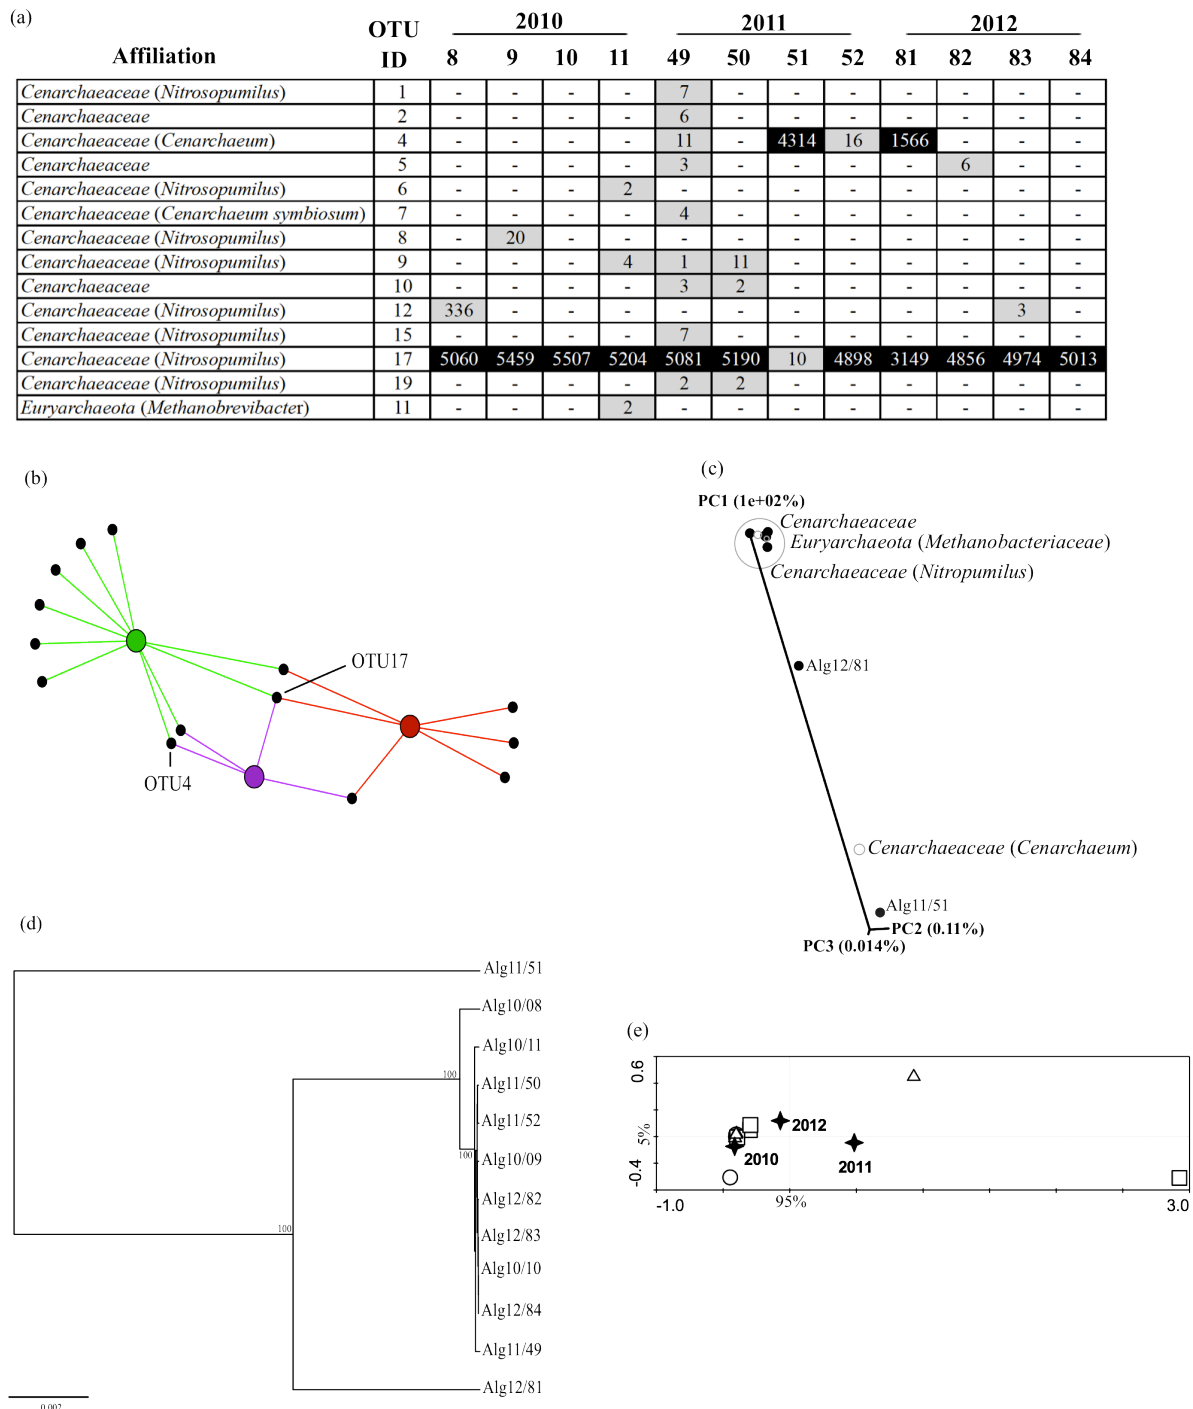 (a)
2010 2011 2012
Affiliation OTU ID 8 9 10 11 49 50 51 52 81 82 83 84
Cenarchaeaceae (Nitrosopumilus) 1 - - - - 7 - - - - - - -
Cenarchaeaceae 2 - - - - 6 - - - - - - -
Cenarchaeaceae (Cenarchaeum) 4 - - - - 11 - 4314 16 1566 - - -
Cenarchaeaceae 5 - - - - 3 - - - - 6 - -
Cenarchaeaceae (Nitrosopumilus) 6 - - - 2 - - - - - - - -
Cenarchaeaceae (Cenarchaeum symbiosum) 7 - - - - 4 - - - - - - -
Cenarchaeaceae (Nitrosopumilus) 8 - 20 - - - - - - - - - -
Cenarchaeaceae (Nitrosopumilus) 9 - - - 4 1 11 - - - - - -
Cenarchaeaceae 10 - - - - 3 2 - - - - - -
Cenarchaeaceae (Nitrosopumilus) 12 336 - - - - - - - - - 3 -
Cenarchaeaceae (Nitrosopumilus) 15 - - - - 7 - - - - - - -
Cenarchaeaceae (Nitrosopumilus) 17 5060 5459 5507 5204 5081 5190 10 4898 3149 4856 4974 5013
Cenarchaeaceae (Nitrosopumilus) 19 - - - - 2 2 - - - - - -
Euryarchaeota (Methanobrevibacter) 11 - - - 2 - - - - - - - -
(b)
OTU17
OTU4
(c)
PC1 (1e+02%)
Cenarchaeaceae
Euryarchaeota (Methanobacteriaceae)
Cenarchaeaceae (Nitropumilus)
Alg12/81
Cenarchaeaceae (Cenarchaeum)
Alg11/51
PC2 (0.11%)
PC3 (0.014%)
(d)
Alg11/51
Alg10/08
Alg10/11
100
Alg11/50
Alg11/52
100
Alg10/09
Alg12/82
100
Alg12/83
Alg10/10
Alg12/84
Alg11/49
Alg12/81
0.002
(e)
0.6
5%
-0.4
2012
2010
2011
-1.0
95%
3.0